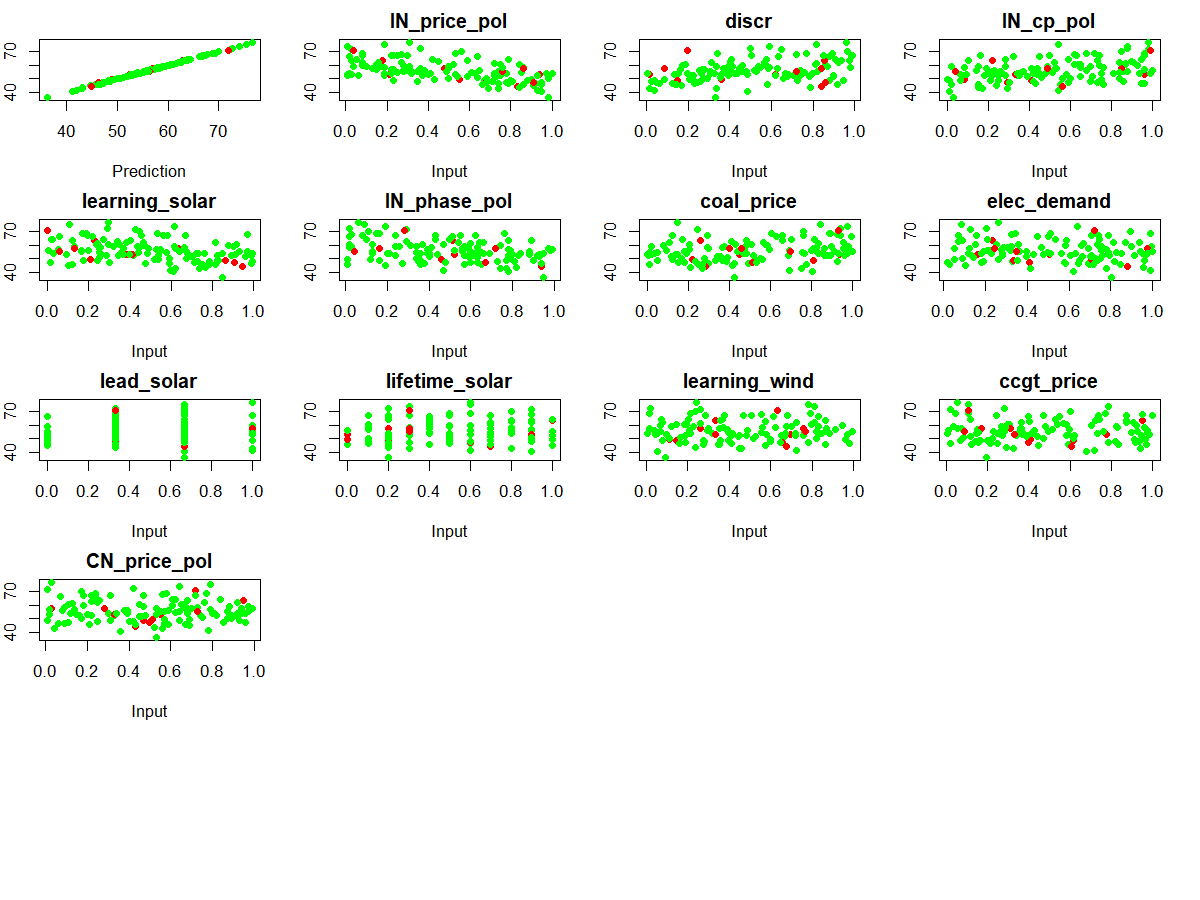 IN_price_pol discr IN_cp_pol
70
40
40 50 60 70
Prediction
70
40
0.0 0.2 0.4 0.6 0.8 1.0
Input
70
40
0.0 0.2 0.4 0.6 0.8 1.0
Input
70
40
0.0 0.2 0.4 0.6 0.8 1.0
Input
learning_solar IN_phase_pol coal_price elec_demand
70
40
0.0 0.2 0.4 0.6 0.8 1.0
Input
70
40
0.0 0.2 0.4 0.6 0.8 1.0
Input
70
40
0.0 0.2 0.4 0.6 0.8 1.0
Input
70
40
0.0 0.2 0.4 0.6 0.8 1.0
Input
lead_solar lifetime_solar learning_wind ccgt_price
70
40
0.0 0.2 0.4 0.6 0.8 1.0
Input
70
40
0.0 0.2 0.4 0.6 0.8 1.0
Input
70
40
0.0 0.2 0.4 0.6 0.8 1.0
Input
70
40
0.0 0.2 0.4 0.6 0.8 1.0
Input
CN_price_pol
70
40
0.0 0.2 0.4 0.6 0.8 1.0
Input